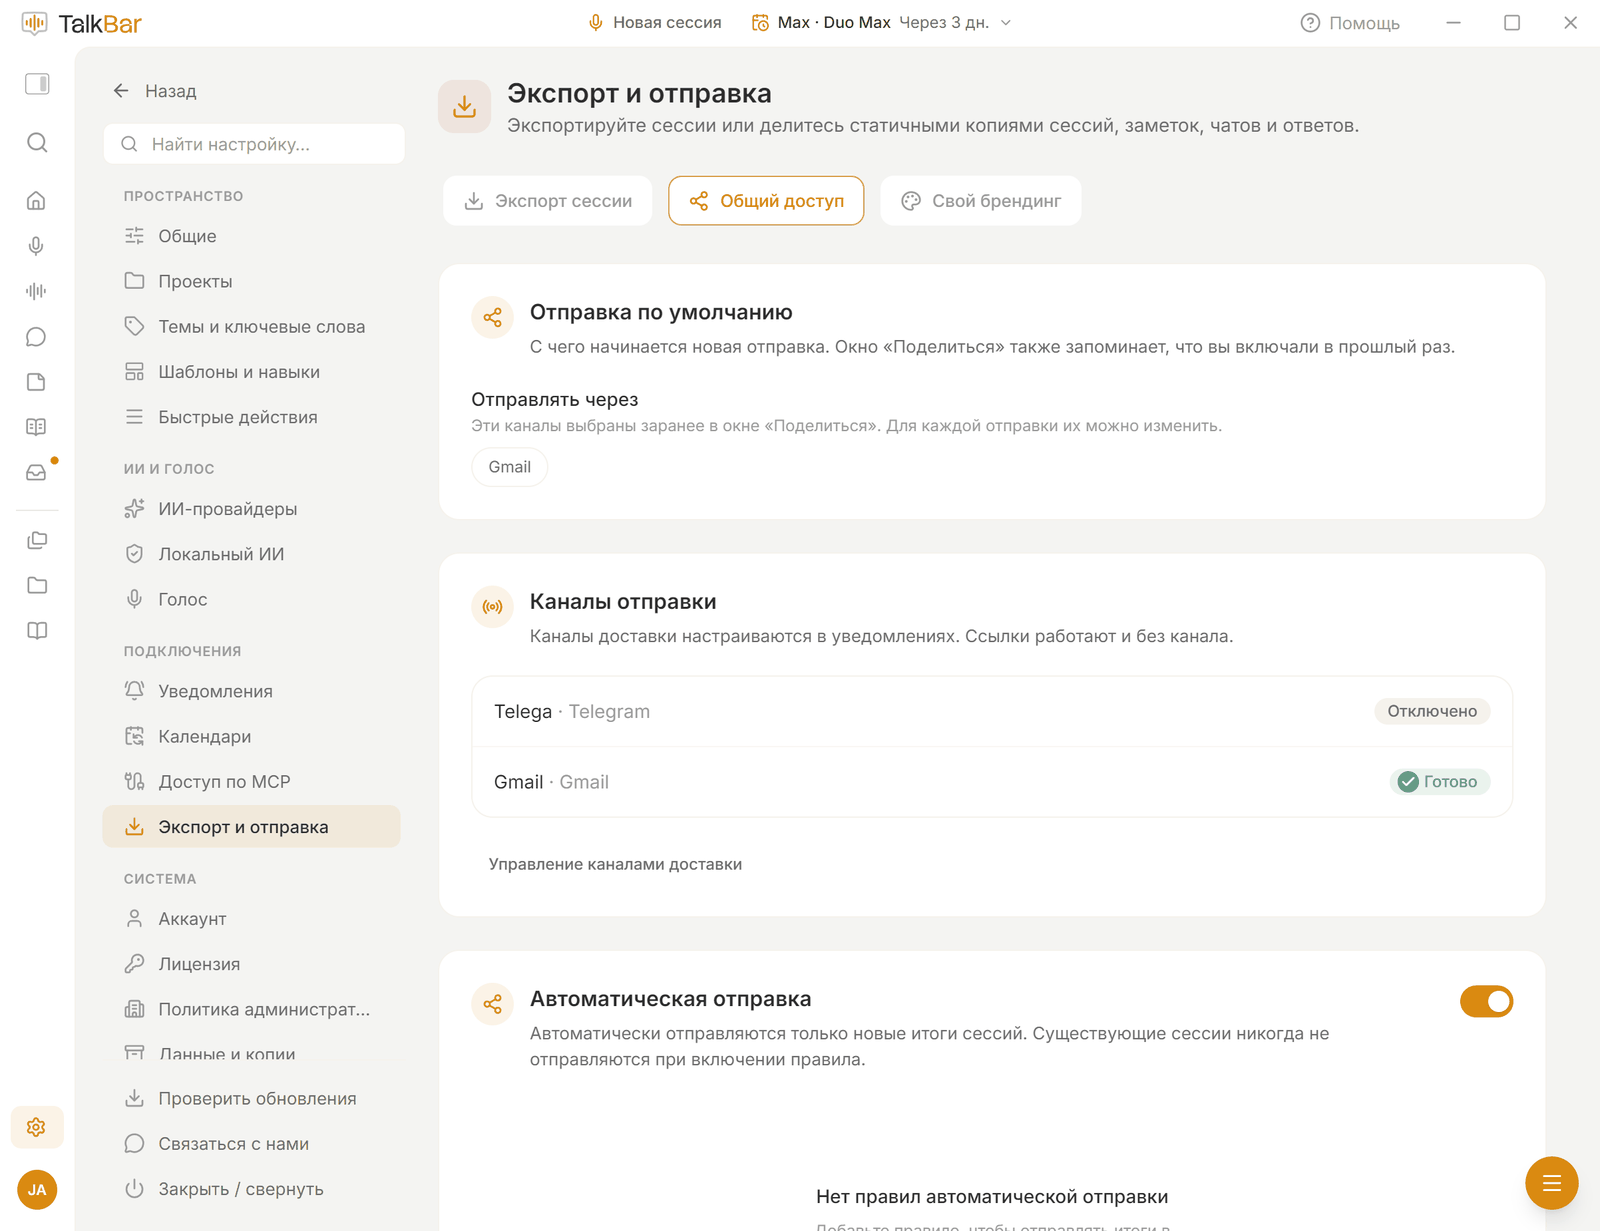 TalkBar
Новая сессия
Max · Duo Max Через 3 дн.
Помощь
Назад
Найти настройку...
ПРОСТРАНСТВО
Общие
Проекты
Темы и ключевые слова
Шаблоны и навыки
Быстрые действия
ИИ И ГОЛОС
ИИ-провайдеры
Локальный ИИ
Голос
ПОДКЛЮЧЕНИЯ
Уведомления
Календари
Доступ по MCP
Экспорт и отправка
СИСТЕМА
Аккаунт
Лицензия
Политика администрат...
Данные и копии
Проверить обновления
Связаться с нами
Закрыть / свернуть
JA
Экспорт и отправка
Экспортируйте сессии или делитесь статичными копиями сессий, заметок, чатов и ответов.
Экспорт сессии
Общий доступ
Свой брендинг
Отправка по умолчанию
С чего начинается новая отправка. Окно «Поделиться» также запоминает, что вы включали в прошлый раз.
Отправлять через
Эти каналы выбраны заранее в окне «Поделиться». Для каждой отправки их можно изменить.
Gmail
Каналы отправки
Каналы доставки настраиваются в уведомлениях. Ссылки работают и без канала.
Telega · Telegram
Отключено
Gmail · Gmail
Готово
Управление каналами доставки
Автоматическая отправка
Автоматически отправляются только новые итоги сессий. Существующие сессии никогда не
отправляются при включении правила.
Нет правил автоматической отправки
Добавьте правило, чтобы отправлять итоги в